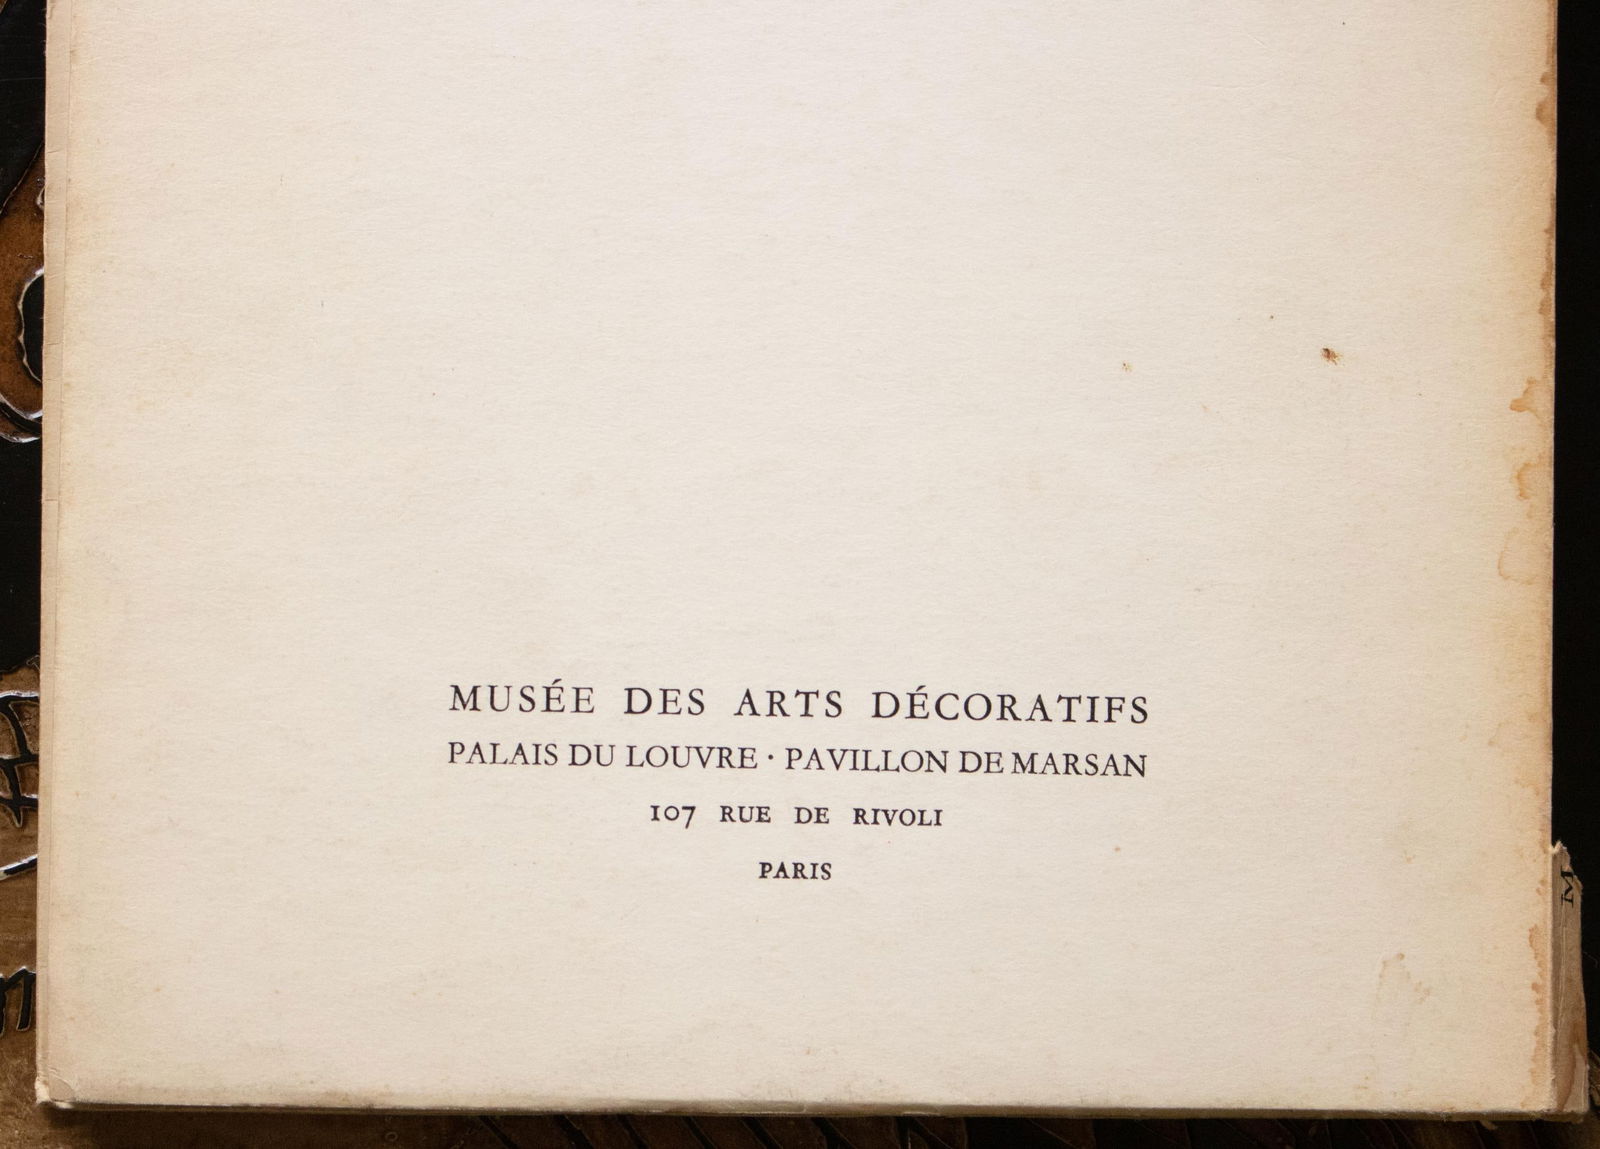 MUSÉE DES ARTS DÉCORATIFS
PALAIS DU LOUVRE · PAVILLON DE MARSAN
107 RUE DE RIVOLI
PARIS
M